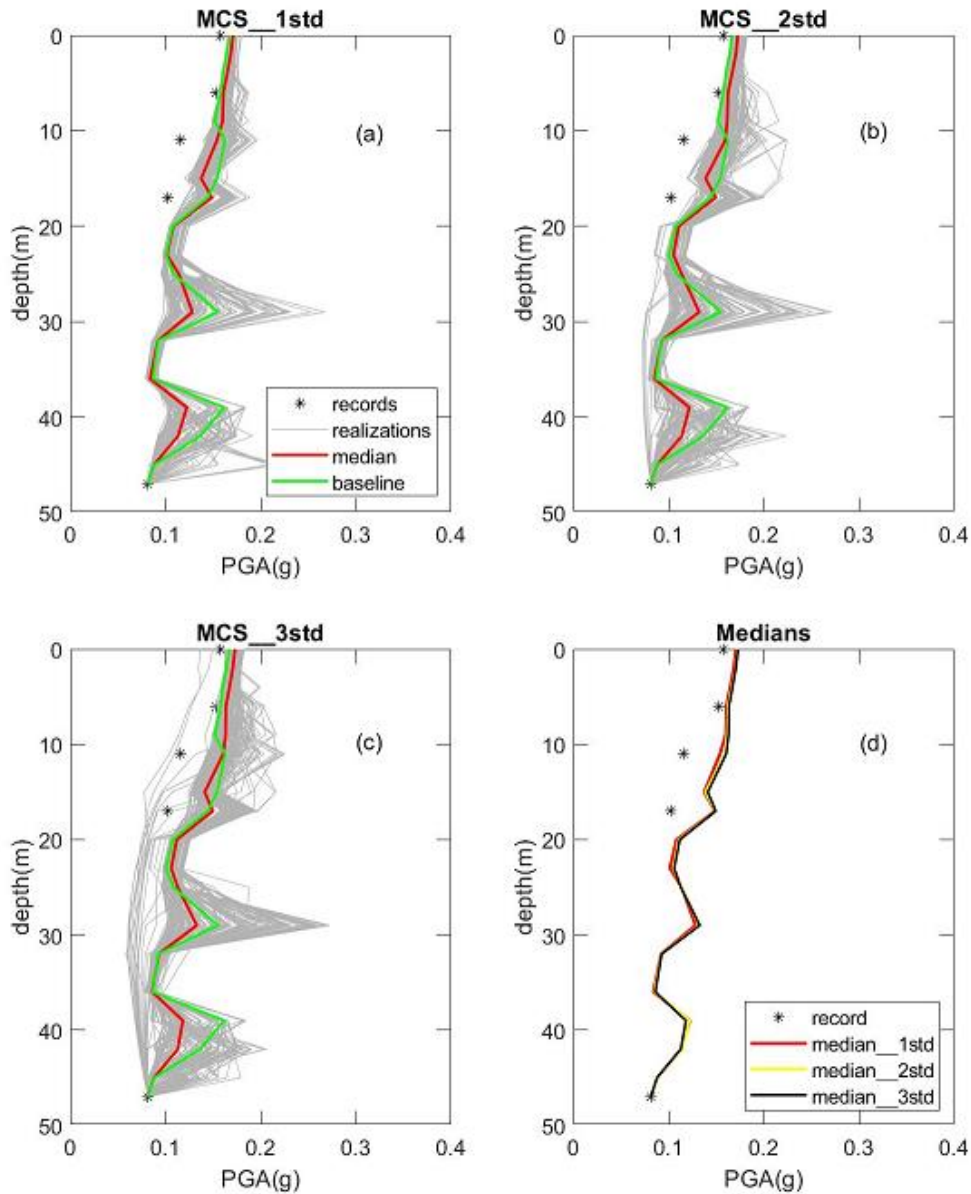 MCS__1std
0
10
20
30
40
50
depth(m)
(a)
records
realizations
median
baseline
0 0.1 0.2 0.3 0.4
PGA(g)
MCS__2std
0
10
20
30
40
50
depth(m)
(b)
0 0.1 0.2 0.3 0.4
PGA(g)
MCS__3std
0
10
20
30
40
50
depth(m)
(c)
0 0.1 0.2 0.3 0.4
PGA(g)
Medians
0
10
20
30
40
50
depth(m)
(d)
record
median__1std
median__2std
median__3std
0 0.1 0.2 0.3 0.4
PGA(g)